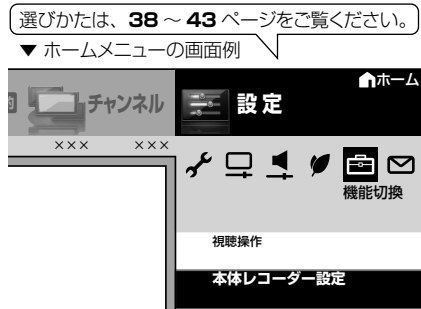 選びかたは、38～43ページをご覧ください。
▼ ホームメニューの画面例
ホーム
チャンネル
設定
××× ×××
機能切換
視聴操作
本体レコーダー設定